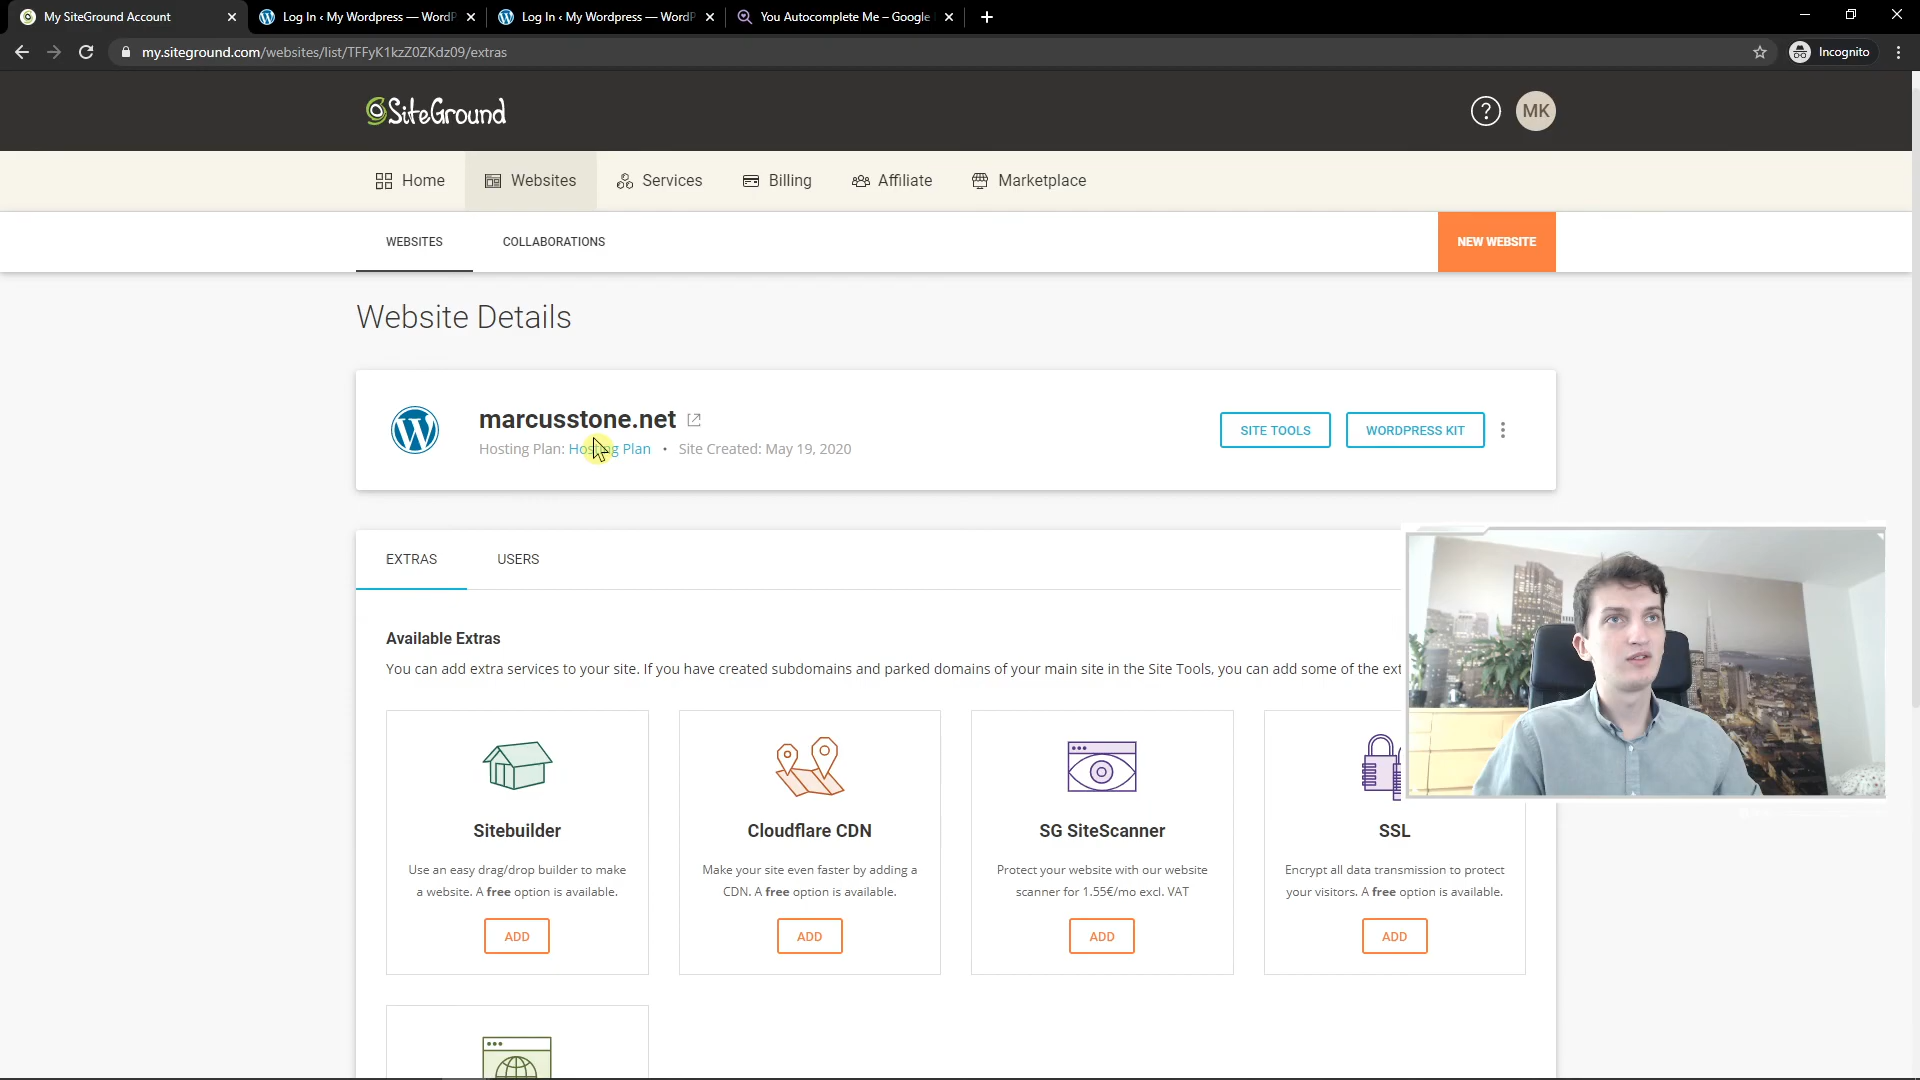 My SiteGround Account
Log In ‹ My Wordpress — WordP
Log In ‹ My Wordpress — WordP
You Autocomplete Me – Google
my.siteground.com/websites/list/TFFyK1kzZ0ZKdz09/extras
Incognito
SiteGround
? MK
Home Websites Services Billing Affiliate Marketplace
WEBSITES COLLABORATIONS NEW WEBSITE
Website Details
marcusstone.net
Hosting Plan: Hosting Plan • Site Created: May 19, 2020
SITE TOOLS WORDPRESS KIT
EXTRAS USERS
Available Extras
You can add extra services to your site. If you have created subdomains and parked domains of your main site in the Site Tools, you can add some of the ext
Sitebuilder
Use an easy drag/drop builder to make
a website. A free option is available.
ADD
Cloudflare CDN
Make your site even faster by adding a
CDN. A free option is available.
ADD
SG SiteScanner
Protect your website with our website
scanner for 1.55€/mo excl. VAT
ADD
SSL
Encrypt all data transmission to protect
your visitors. A free option is available.
ADD